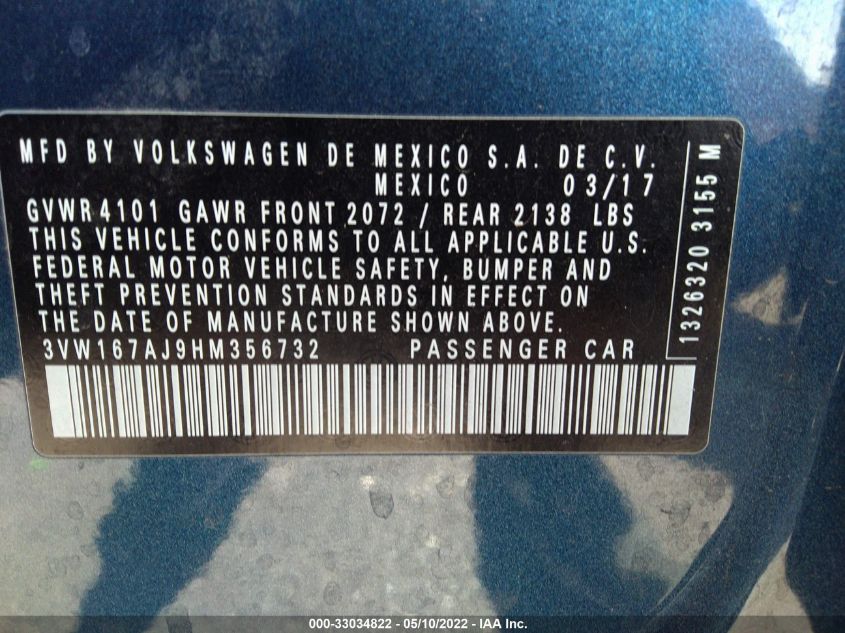 MFD BY VOLKSWAGEN DE MEXICO S.A. DE C.V.
MEXICO 03/17
GVWR 4101 GAWR FRONT 2072 / REAR 2138 LBS
THIS VEHICLE CONFORMS TO ALL APPLICABLE U.S.
FEDERAL MOTOR VEHICLE SAFETY, BUMPER AND
THEFT PREVENTION STANDARDS IN EFFECT ON
THE DATE OF MANUFACTURE SHOWN ABOVE.
3VW167AJ9HM356732 PASSENGER CAR
1326320 3155 M
000-33034822 - 05/10/2022 - IAA Inc.